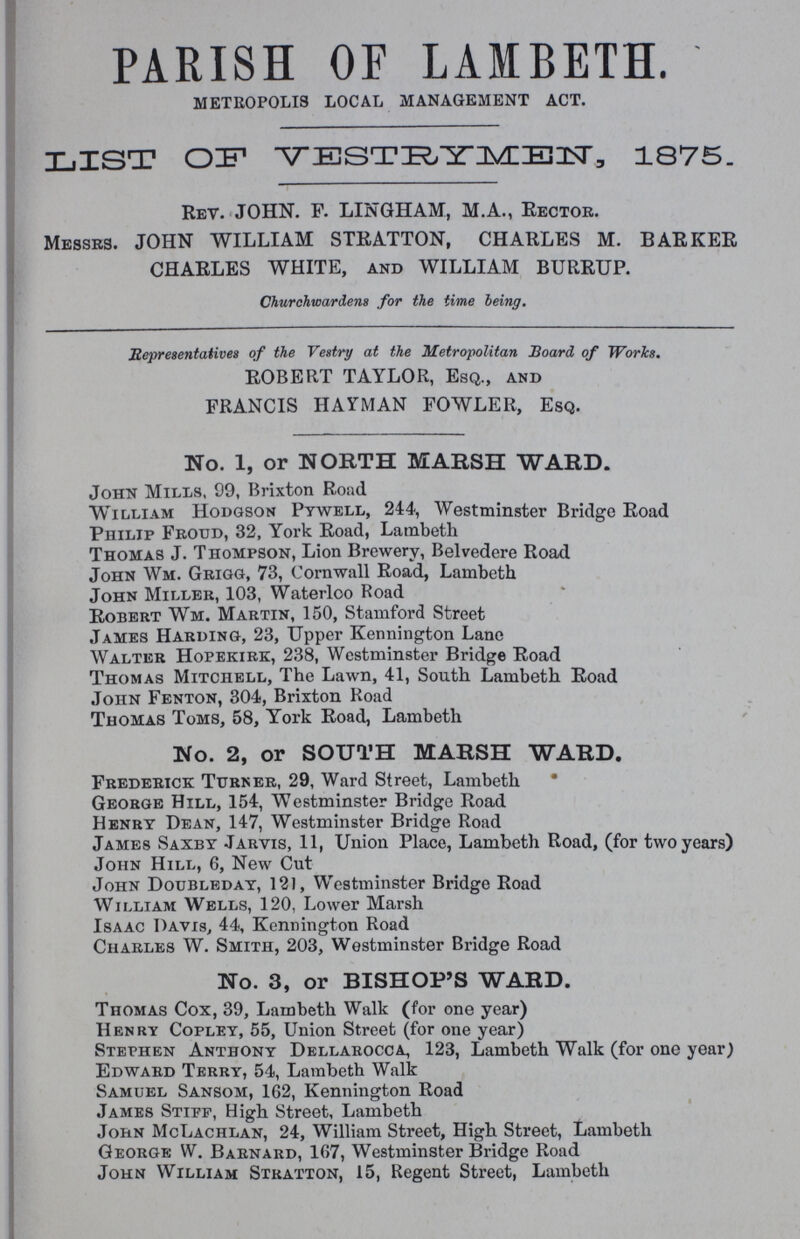 PARISH OF LAMBETH.
METROPOLIS LOCAL MANAGEMENT ACT.
LIST OF VESTRYMEN, 1875.
REV. JOHN. F. LINGHAM, M.A., RECTOR.
MESSRS. JOHN WILLIAM STRATTON, CHARLES M. BARKER
CHARLES WHITE, AND WILLIAM BURRUP.
Churchwardens for the time being.
Representatives of the Vestry at the Metropolitan Board of Works.
ROBERT TAYLOR, ESQ., AND
FRANCIS HAYMAN FOWLER, ESQ.
No. 1, or NORTH MARSH WARD.
JOHN MILLS, 99, Brixton Road
WILLIAM HODGSON PYWELL, 244, Westminster Bridge Road
PHILIP FROUD, 32, York Road, Lambeth
THOMAS J. THOMPSON, Lion Brewery, Belvedere Road
JOHN WM. GRIGG, 73, Cornwall Road, Lambeth
JOHN MILLER, 103, Waterloo Road
ROBERT WM. MARTIN, 150, Stamford Street
JAMES HARDING, 23, Upper Kennington Lane
WALTER HOPEKIRK, 238, Westminster Bridge Road
THOMAS MITCHELL, The Lawn, 41, South Lambeth Road
JOHN FENTON, 304, Brixton Road
THOMAS TOMS, 58, York Road, Lambeth
No. 2, or SOUTH MARSH WARD.
FREDERICK TURNER, 29, Ward Street, Lambeth
GEORGE HILL, 154, Westminster Bridge Road
HENRY DEAN, 147, Westminster Bridge Road
JAMES SAXBY JARVIS, 11, Union Place, Lambeth Road, (for two years)
JOHN HILL, 6, New Cut
JOHN DOUBLEDAY, 121, Westminster Bridge Road
WILLIAM WELLS, 120, Lower Marsh
ISAAC DAVIS, 44, Kennington Road
CHARLES W. SMITH, 203, Westminster Bridge Road
No. 3, or BISHOP'S WARD.
THOMAS COX, 39, Lambeth Walk (for one year)
HENRY COPLEY, 55, Union Street (for one year)
STEPHEN ANTHONY DELLAROCCA, 123, Lambeth Walk (for one year)
EDWARD TERRY, 54, Lambeth Walk
SAMUEL SANSOM, 162, Kennington Road
JAMES STIFF, High Street, Lambeth
JOHN MCLACHLAN, 24, William Street, High Street, Lambeth
GEORGE W. BARNARD, 167, Westminster Bridge Road
JOHN WILLIAM STRATTON, 15, Regent Street, Lambeth